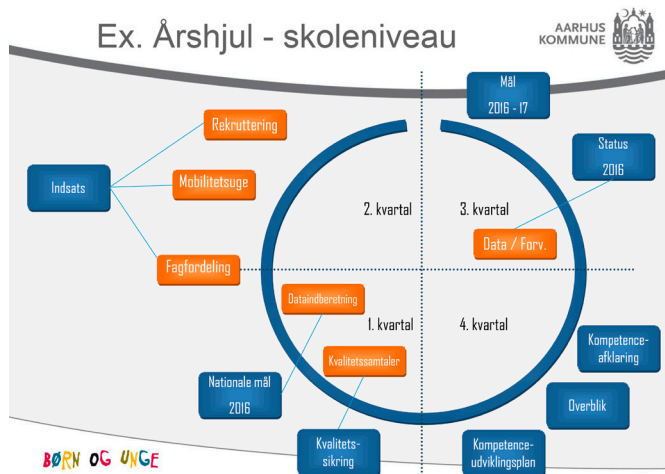 Ex. Årshjul - skoleniveau
AARHUS
KOMMUNE
Mål
2016 - 17
Rekruttering
Status
2016
Indsats
Mobilitetsuge
2. kvartal
3. kvartal
Data / Forv.
Fagfordeling
Dataindberetning
1. kvartal
4. kvartal
Kompetence-
afklaring
Kvalitetssamtaler
Nationale mål
2016
Overblik
Kvalitets-
sikring
Kompetence-
udviklingsplan
BØRN OG UNGE